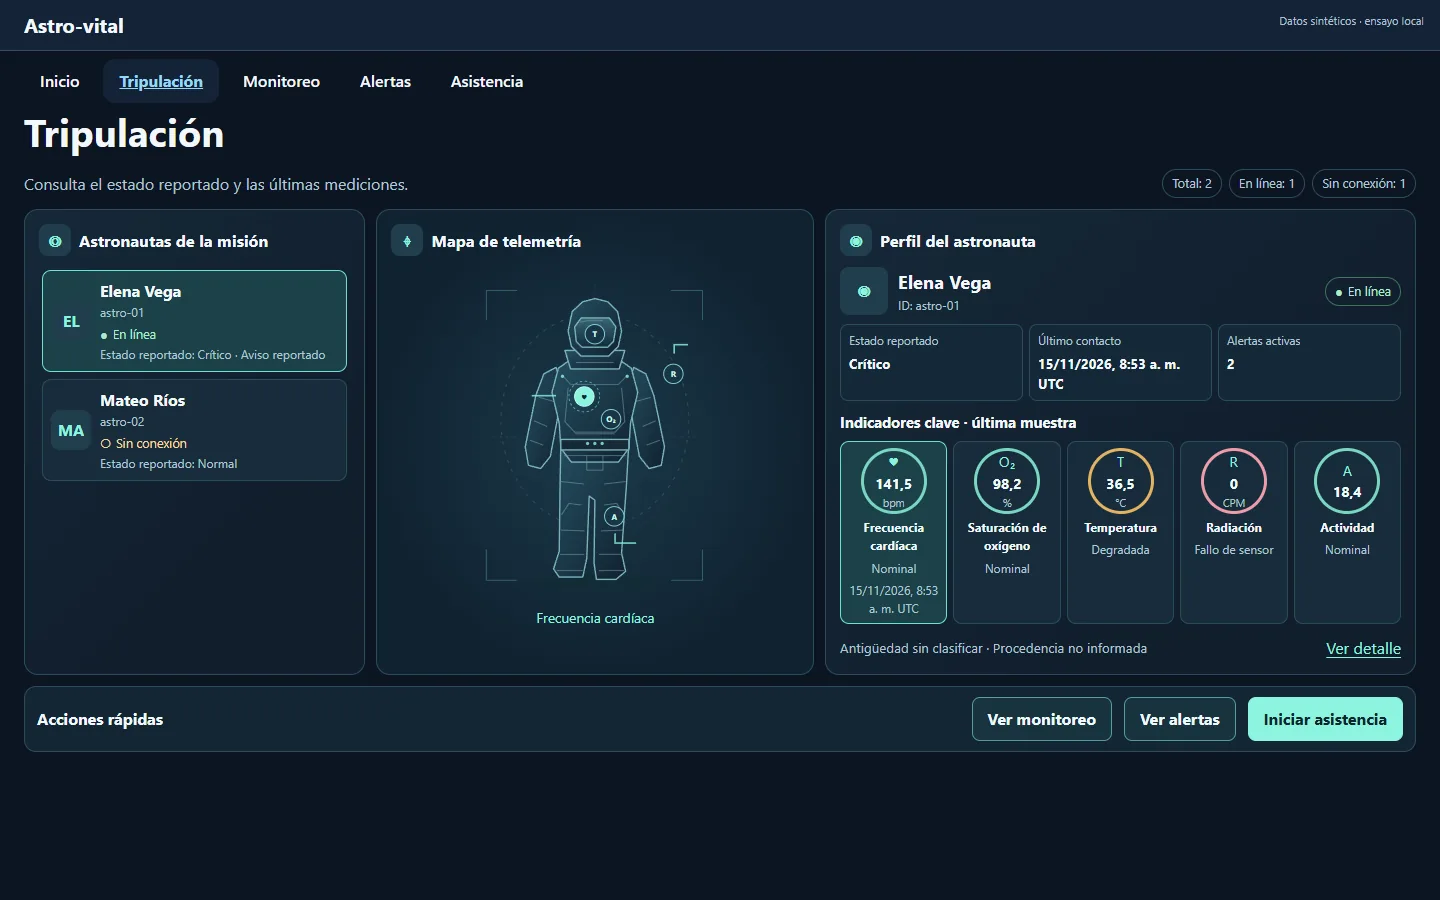 Astro-vital
Datos sintéticos · ensayo local
Inicio
Tripulación
Monitoreo
Alertas
Asistencia
Tripulación
Consulta el estado reportado y las últimas mediciones.
Total: 2
En línea: 1
Sin conexión: 1
Astronautas de la misión
EL
Elena Vega
astro-01
En línea
Estado reportado: Crítico · Aviso reportado
MA
Mateo Ríos
astro-02
Sin conexión
Estado reportado: Normal
Mapa de telemetría
T
R
O₂
A
Frecuencia cardíaca
Perfil del astronauta
Elena Vega
ID: astro-01
En línea
Estado reportado
Crítico
Último contacto
15/11/2026, 8:53 a. m.
UTC
Alertas activas
2
Indicadores clave · última muestra
141,5
bpm
Frecuencia
cardíaca
Nominal
15/11/2026, 8:53
a. m. UTC
O₂
98,2
%
Saturación de
oxígeno
Nominal
T
36,5
°C
Temperatura
Degradada
R
0
CPM
Radiación
Fallo de sensor
A
18,4
Actividad
Nominal
Antigüedad sin clasificar · Procedencia no informada
Ver detalle
Acciones rápidas
Ver monitoreo
Ver alertas
Iniciar asistencia